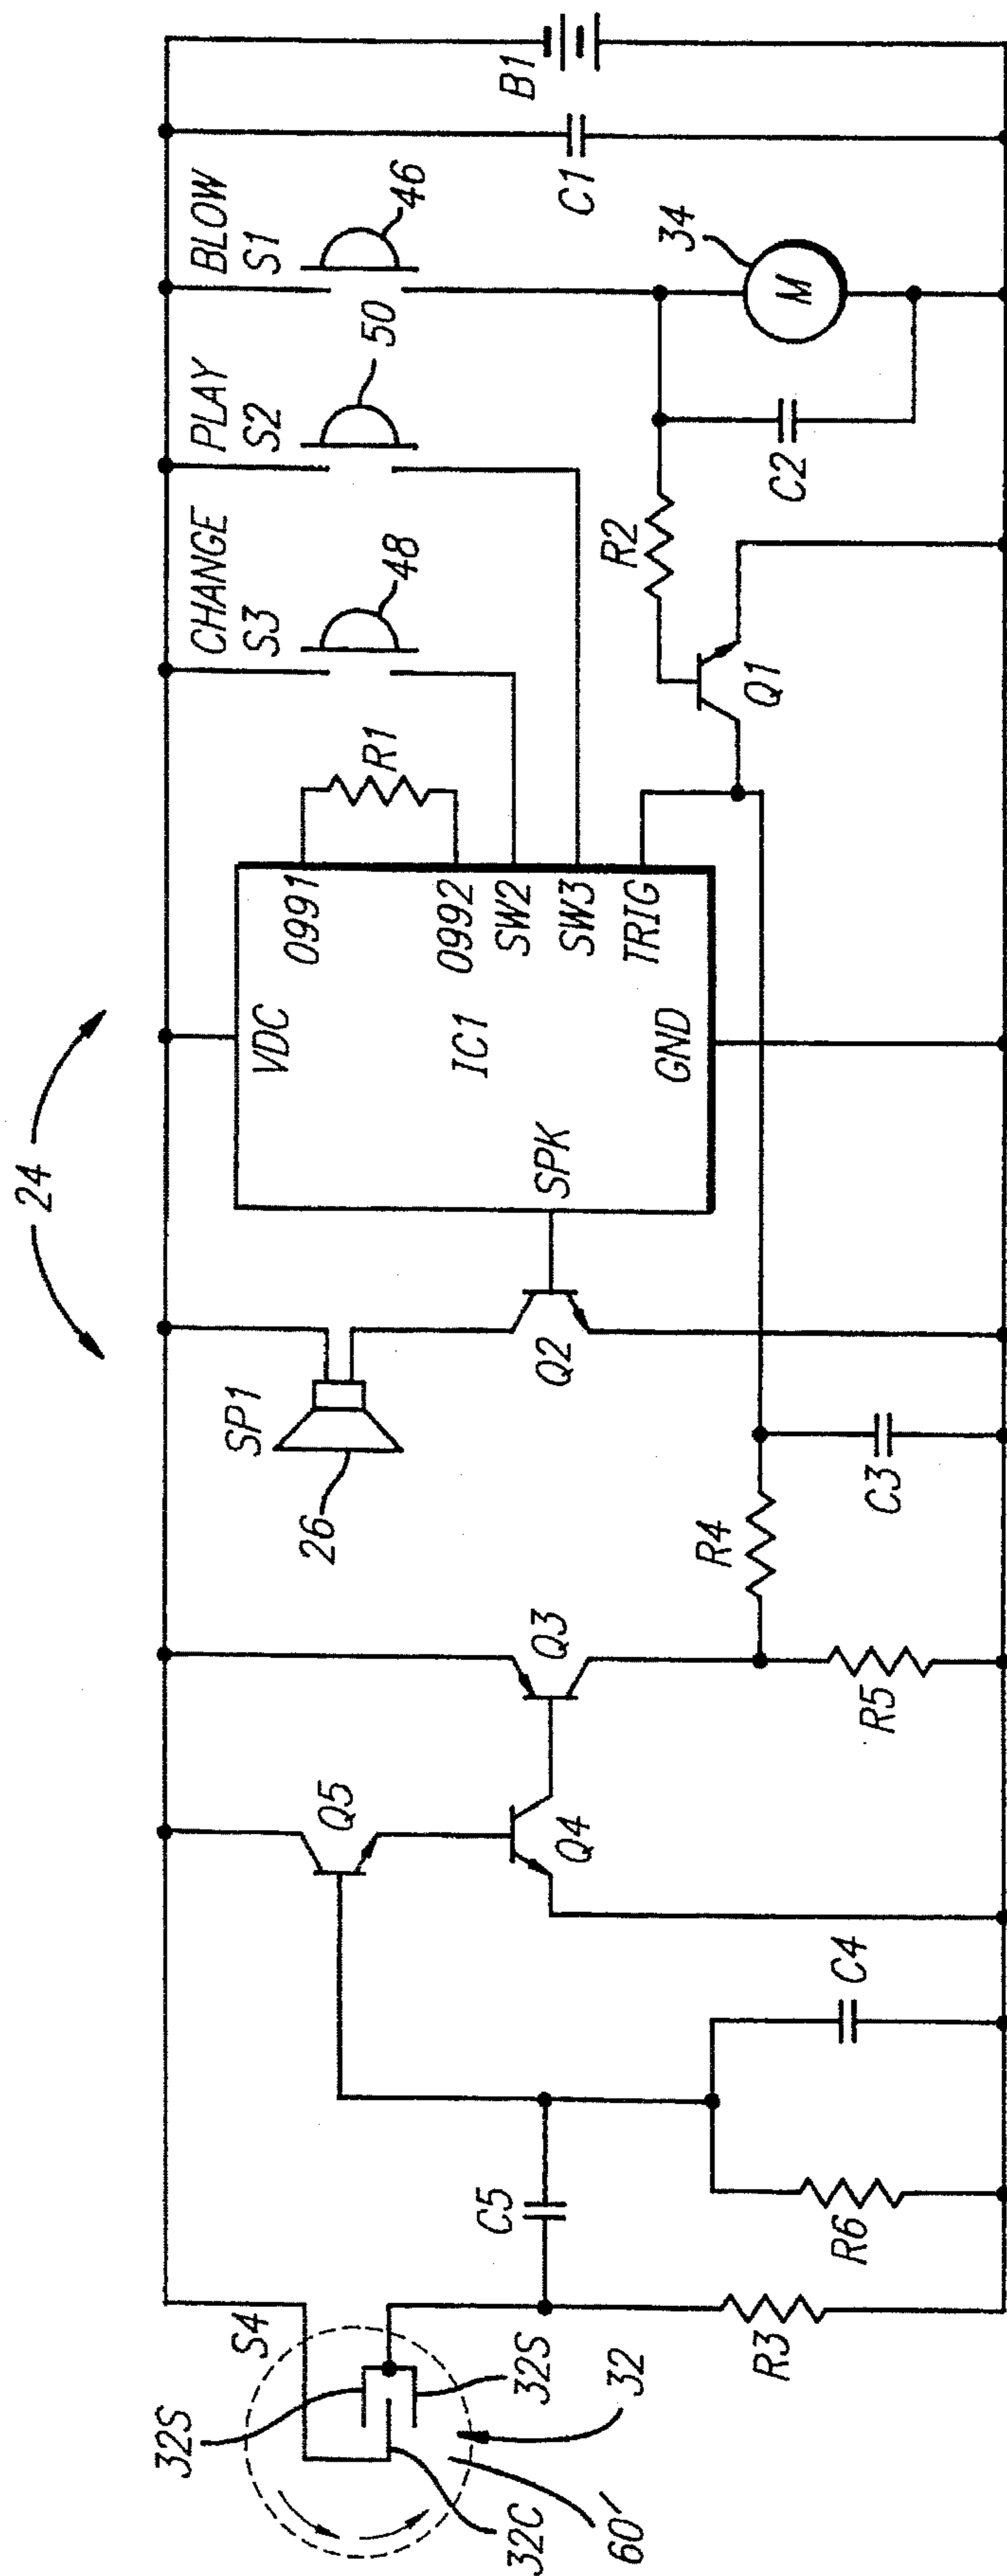 24
S4
32S
32S
32
32C
60'
C5
R3
R6
C4
Q5
Q4
Q3
R5
R4
C3
SP1
26
Q2
VDC
IC1
SPK
GND
0991
0992
SW2
SW3
TRIG
R1
CHANGE
S3
48
PLAY
S2
50
BLOW
S1
46
R2
Q1
C2
34
M
C1
B1